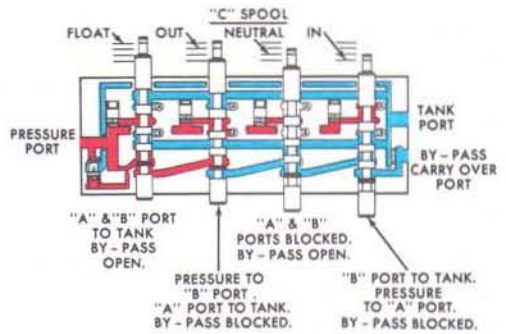 "C" SPOOL
FLOAT OUT NEUTRAL IN
PRESSURE
PORT
TANK
PORT
BY - PASS
CARRY OVER
PORT
"A" & "B" PORT
TO TANK
BY - PASS
OPEN.
PRESSURE TO
"B" PORT .
"A" PORT TO TANK.
BY - PASS BLOCKED.
"A" & "B"
PORTS BLOCKED.
BY - PASS OPEN.
"B" PORT TO TANK.
PRESSURE
TO "A" PORT.
BY - PASS BLOCKED.